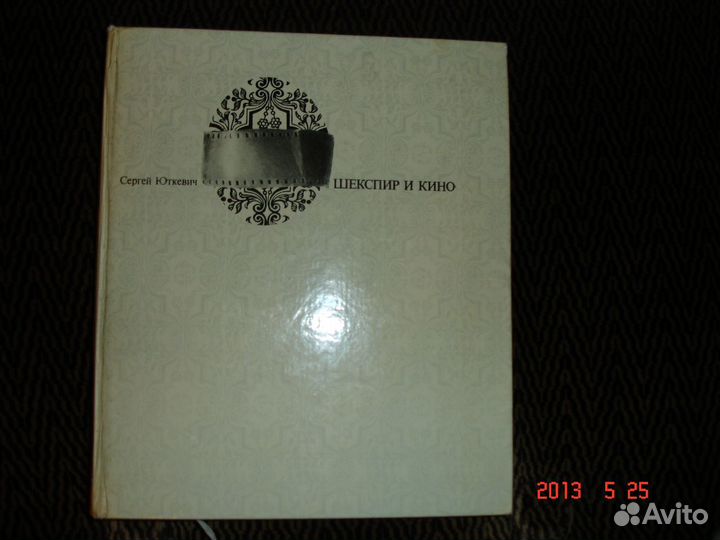 Сергей Юткевич
ШЕКСПИР И КИНО
2013 5 25
Avito